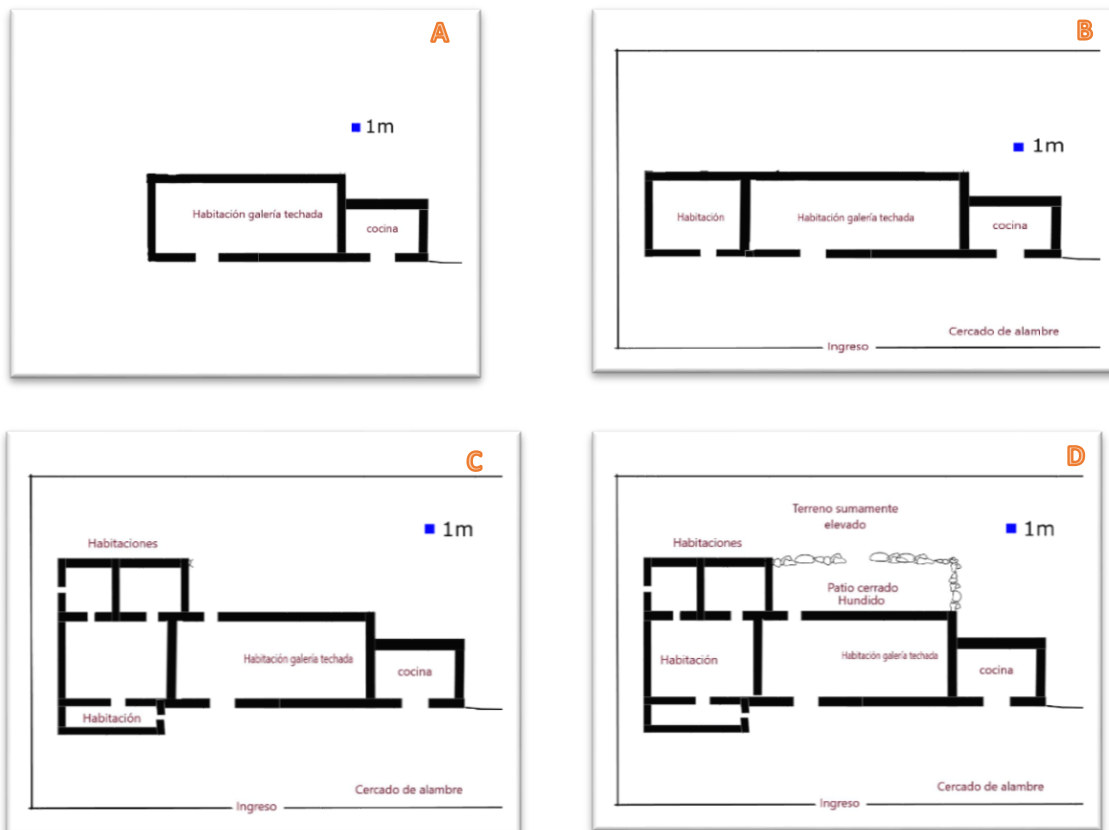 A
1m
Habitación galería techada
cocina
B
1m
Habitación
Habitación galería techada
cocina
Cercado de alambre
Ingreso
C
1m
Habitaciones
Habitación galería techada
cocina
Habitación
Cercado de alambre
Ingreso
D
Terreno sumamente
elevado
1m
Habitaciones
Patio cerrado
Hundido
Habitación galería techada
Habitación
cocina
Cercado de alambre
Ingreso